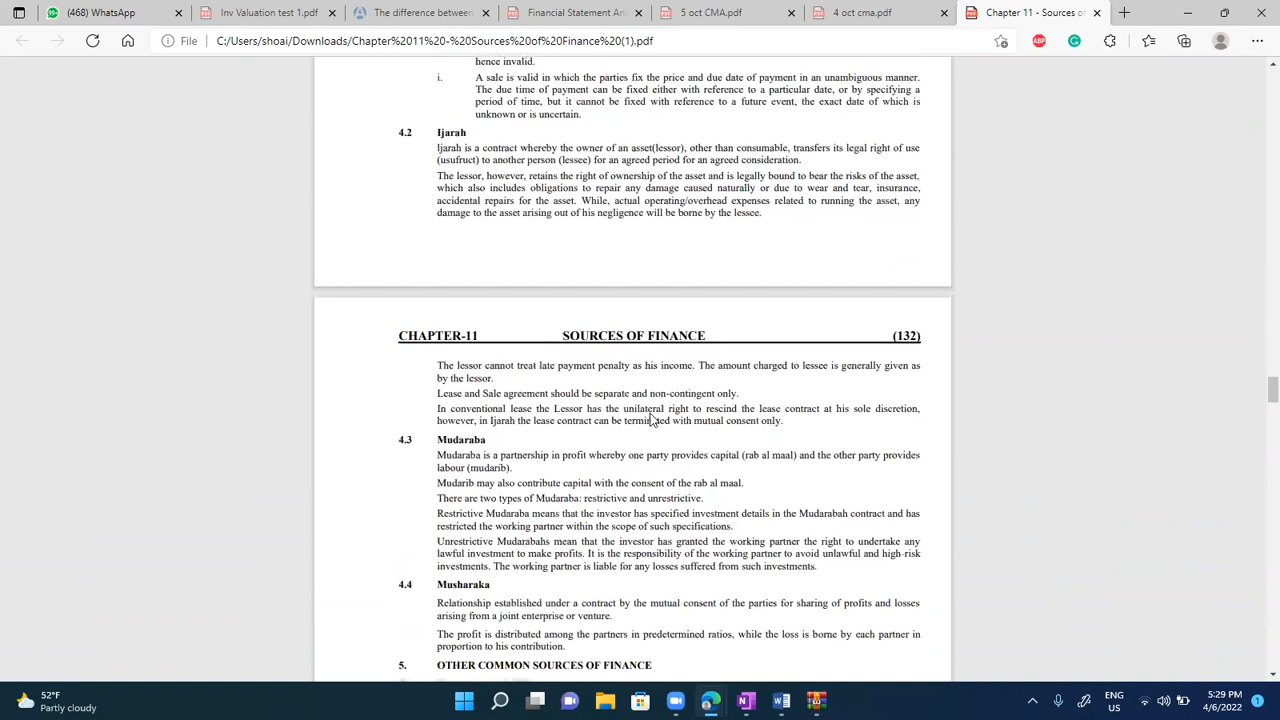 (468) WhatsApp
Inv Valuation test 1.pdf
The difference between
Financial Statement An
5 oct.CMA.pdf
4 oct cma.pdf
Chapter 11 - Sources of
File
C:/Users/shoai/Downloads/Chapter%2011%20-%20Sources%20of%20Finance%20(1).pdf
ABP
hence invalid.
i. A sale is valid in which the parties fix the price and due date of payment in an unambiguous manner.
The due time of payment can be fixed either with reference to a particular date, or by specifying a
period of time, but it cannot be fixed with reference to a future event, the exact date of which is
unknown or is uncertain.
4.2 Ijarah
Ijarah is a contract whereby the owner of an asset(lessor), other than consumable, transfers its legal right of use
(usufruct) to another person (lessee) for an agreed period for an agreed consideration.
The lessor, however, retains the right of ownership of the asset and is legally bound to bear the risks of the asset,
which also includes obligations to repair any damage caused naturally or due to wear and tear, insurance,
accidental repairs for the asset. While, actual operating/overhead expenses related to running the asset, any
damage to the asset arising out of his negligence will be borne by the lessee.
CHAPTER-11 SOURCES OF FINANCE (132)
The lessor cannot treat late payment penalty as his income. The amount charged to lessee is generally given as
by the lessor.
Lease and Sale agreement should be separate and non-contingent only.
In conventional lease the Lessor has the unilateral right to rescind the lease contract at his sole discretion,
however, in Ijarah the lease contract can be terminated with mutual consent only.
4.3 Mudaraba
Mudaraba is a partnership in profit whereby one party provides capital (rab al maal) and the other party provides
labour (mudarib).
Mudarib may also contribute capital with the consent of the rab al maal.
There are two types of Mudaraba: restrictive and unrestrictive.
Restrictive Mudaraba means that the investor has specified investment details in the Mudarabah contract and has
restricted the working partner within the scope of such specifications.
Unrestrictive Mudarabahs mean that the investor has granted the working partner the right to undertake any
lawful investment to make profits. It is the responsibility of the working partner to avoid unlawful and high-risk
investments. The working partner is liable for any losses suffered from such investments.
4.4 Musharaka
Relationship established under a contract by the mutual consent of the parties for sharing of profits and losses
arising from a joint enterprise or venture.
The profit is distributed among the partners in predetermined ratios, while the loss is borne by each partner in
proportion to his contribution.
5. OTHER COMMON SOURCES OF FINANCE
52°F
Partly cloudy
ENG
US
5:29 PM
4/6/2022
1